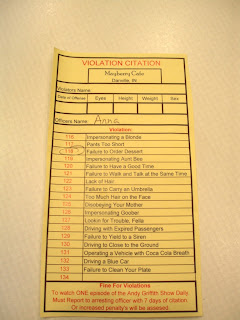 VIOLATION CITATION
Mayberry Cafe
Danville, IN
Violators Name:
Date of Offense Eyes Height Weight Sex
Officers Name: Anna
Violation:
116 Impersonating a Blonde
117 Pants Too Short
118 Failure to Order Dessert
119 Impersonating Aunt Bee
120 Failure to Have a Good Time
121 Failure to Walk and Talk at the Same Time
122 Lack of Hair
123 Failure to Carry an Umbrella
124 Too Much Hair on the Face
125 Disobeying Your Mother
126 Impersonating Goober
127 Lookin for Trouble, Fella
128 Driving with Expired Passengers
129 Failure to Yield to a Siren
130 Driving to Close to the Ground
131 Operating a Vehicle with Coca Cola Breath
132 Driving a Blue Car
133 Failure to Clean Your Plate
134
Fine For Violations
To watch ONE episode of the Andy Griffith Show Daily.
Must Report to arresting officer with 7 days of citation.
Or increased penalty's will be assessed